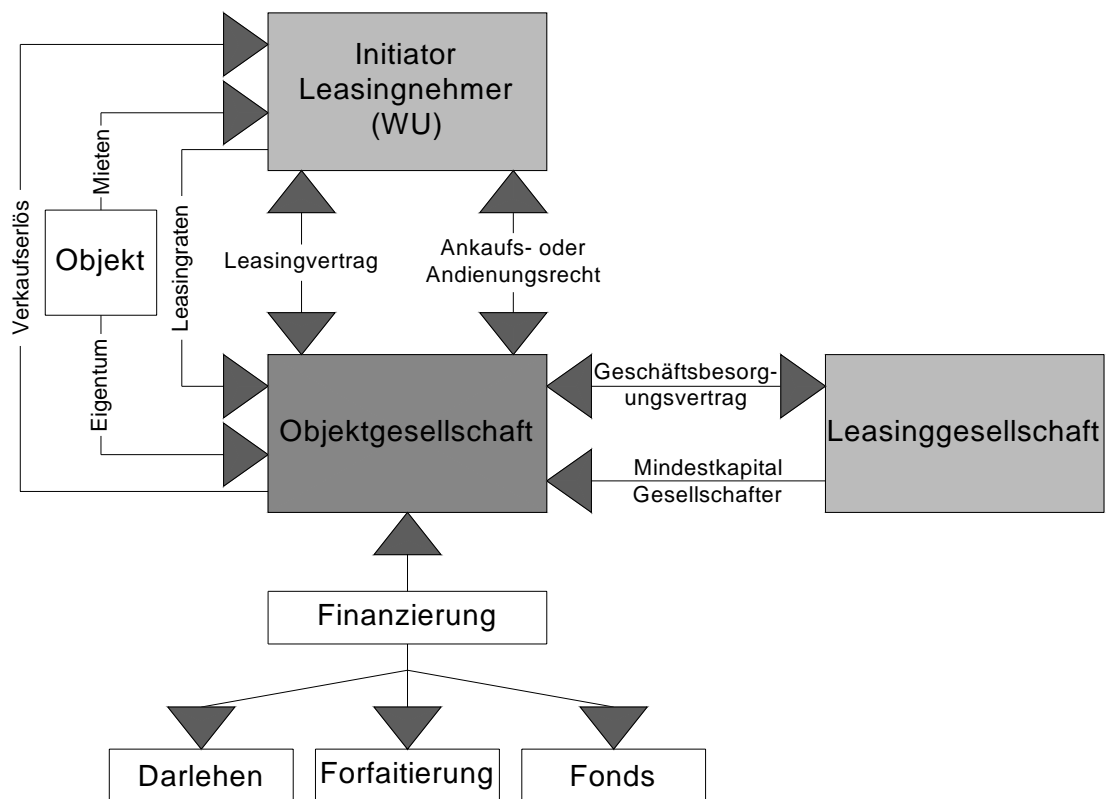 Initiator
Leasingnehmer
(WU)
Verkaufserlös
Mieten
Objekt
Eigentum
Leasingraten
Leasingvertrag
Ankaufs- oder
Andienungsrecht
Objektgesellschaft
Geschäftsbesorg-
ungsvertrag
Mindestkapital
Gesellschafter
Leasinggesellschaft
Finanzierung
Darlehen
Forfaitierung
Fonds